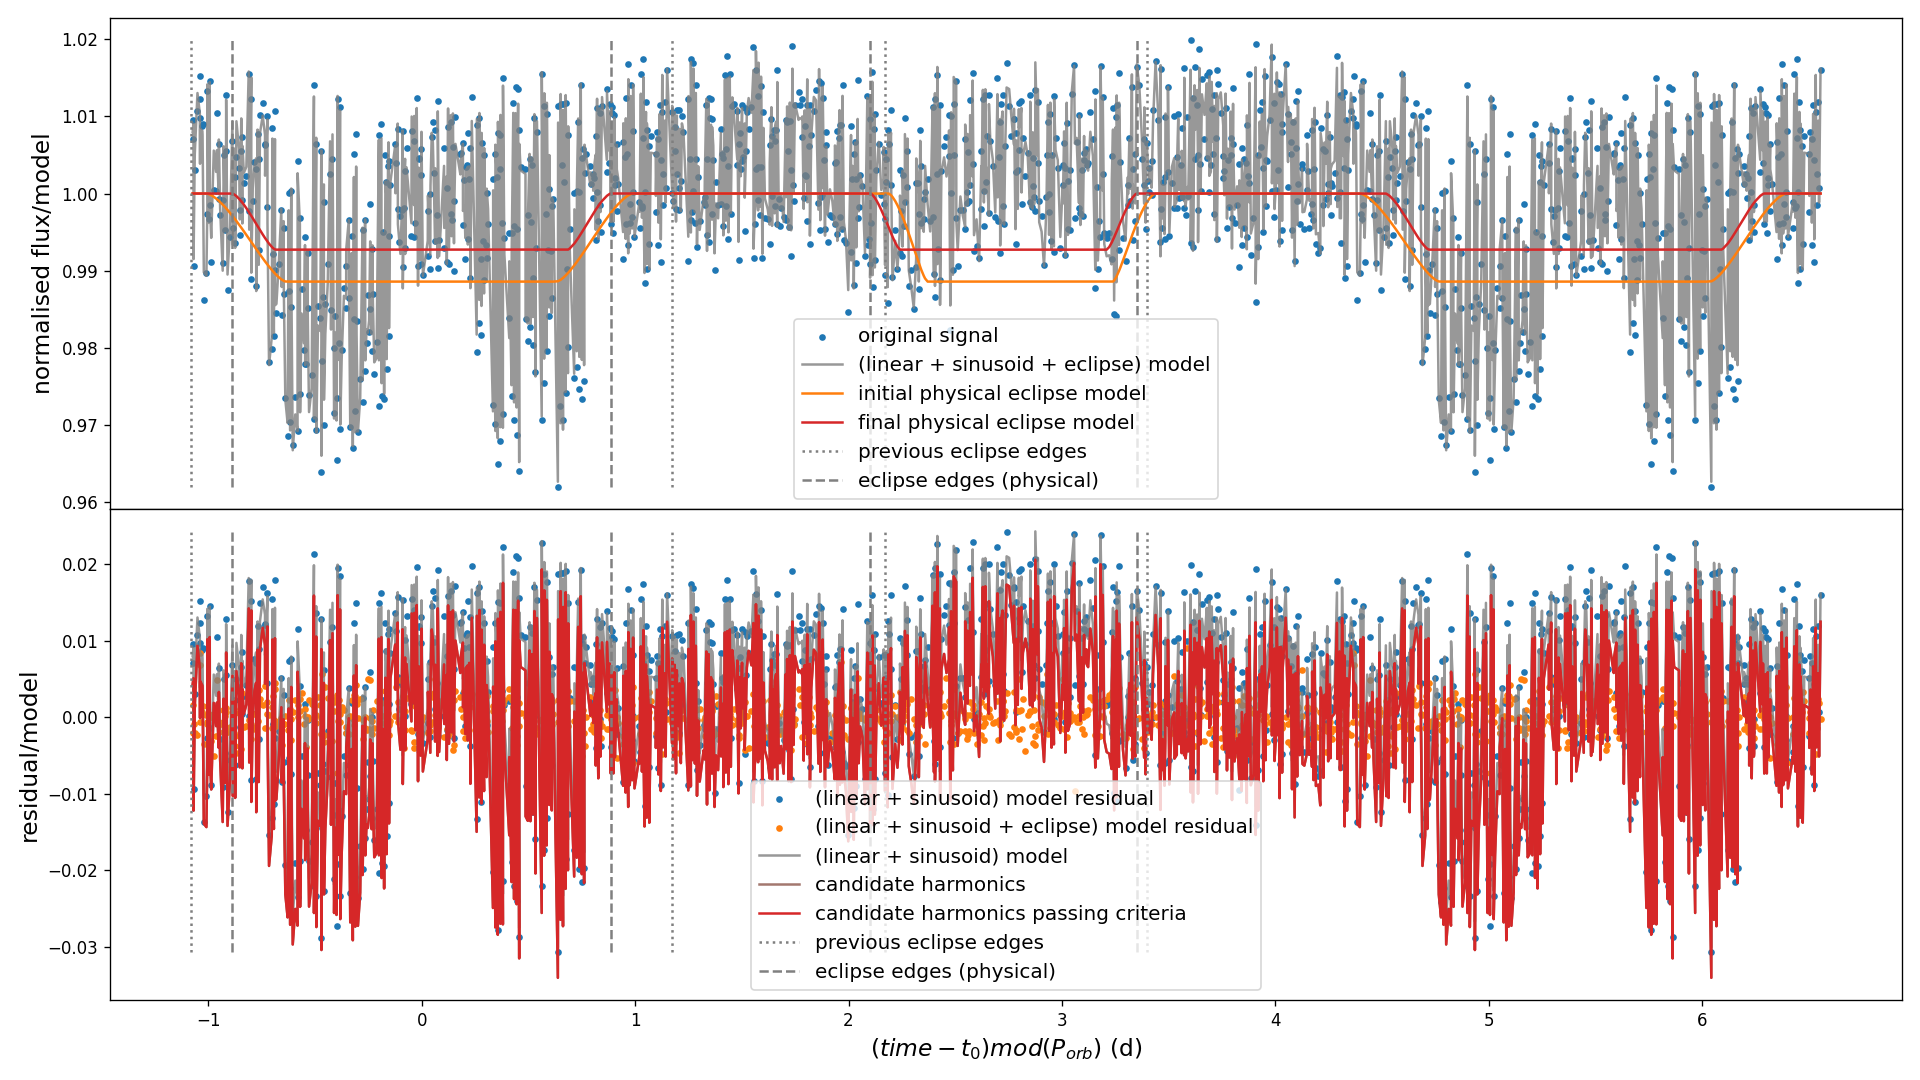 1.02
1.01
1.00
0.99
0.98
0.97
0.96
normalised flux/model
original signal
(linear + sinusoid + eclipse) model
initial physical eclipse model
final physical eclipse model
previous eclipse edges
eclipse edges (physical)
0.02
0.01
0.00
−0.01
−0.02
−0.03
residual/model
(linear + sinusoid) model residual
(linear + sinusoid + eclipse) model residual
(linear + sinusoid) model
candidate harmonics
candidate harmonics passing criteria
previous eclipse edges
eclipse edges (physical)
−1 0 1 2 3 4 5 6
(time − t₀)mod(P_orb) (d)